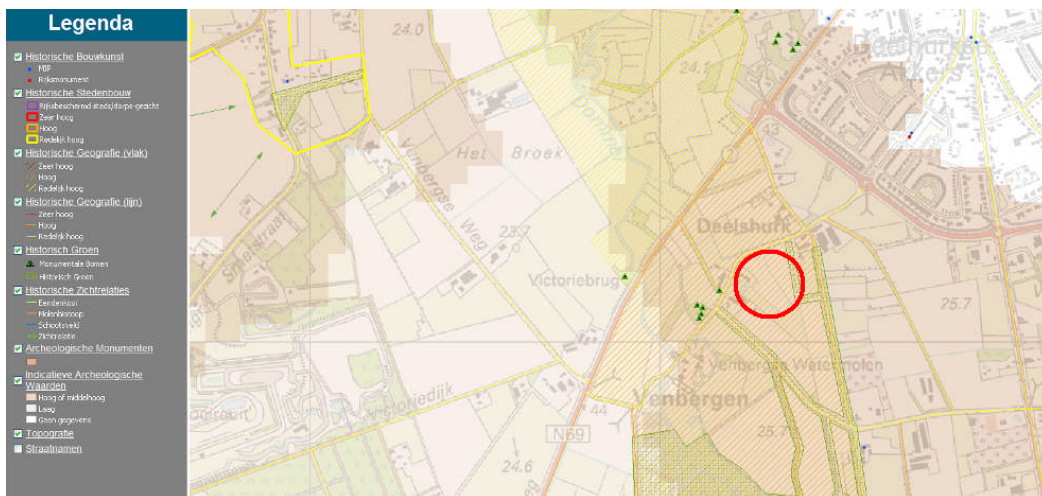 Legenda
Historische Bouwkunst
MIP
Rijksmonument
Historische Stedenbouw
Rijksbeschermd stads/dorps-gezicht
Zeer hoog
Hoog
Redelijk hoog
Historische Geografie (vlak)
Zeer hoog
Hoog
Redelijk hoog
Historische Geografie (lijn)
Zeer hoog
Hoog
Redelijk hoog
Historisch Groen
Monumentale Bomen
Historisch Groen
Historische Zichtrelaties
Eendenkooi
Molenbiotoop
Schootsveld
Zichtrelatie
Archeologische Monumenten
Indicatieve Archeologische
Waarden
Hoog of middelhoog
Laag
Geen gegevens
Topografie
Straatnamen
24.0
24.1
43
Het Broek
Venbergse Weg
23.7
Deelshurk
Victoriebrug
25.7
Venbergse Watermolen
Venbergen
Victoriedijk
44
N69
25.7
24.6